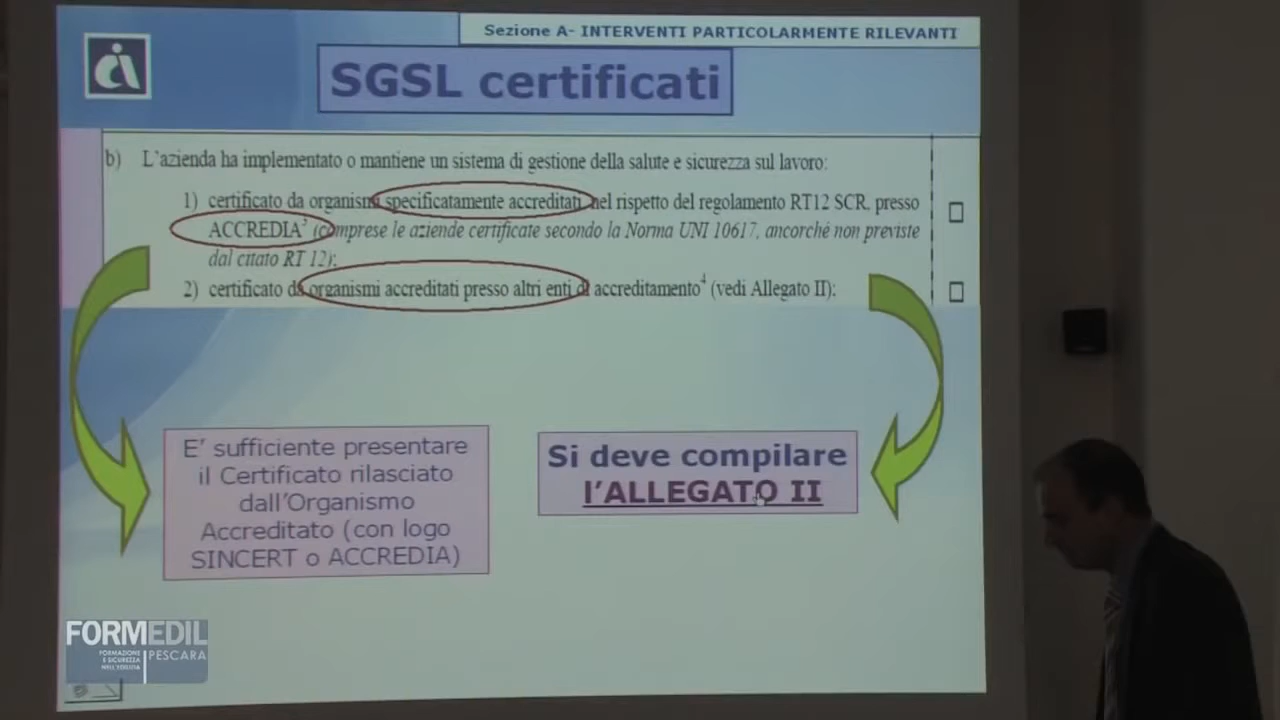 Sezione A- INTERVENTI PARTICOLARMENTE RILEVANTI
SGSL certificati
b) L'azienda ha implementato o mantiene un sistema di gestione della salute e sicurezza sul lavoro:
1) certificato da organismi specificatamente accreditati nel rispetto del regolamento RT12 SCR, presso
ACCREDIA³ (comprese le aziende certificate secondo la Norma UNI 10617, ancorché non previste
dal citato RT 12);
2) certificato da organismi accreditati presso altri enti di accreditamento⁴ (vedi Allegato II):
E' sufficiente presentare
il Certificato rilasciato
dall'Organismo
Accreditato (con logo
SINCERT o ACCREDIA)
Si deve compilare
l'ALLEGATO II
FORMEDIL
FORMAZIONE
E SICUREZZA
NELL'EDILIZIA
PESCARA